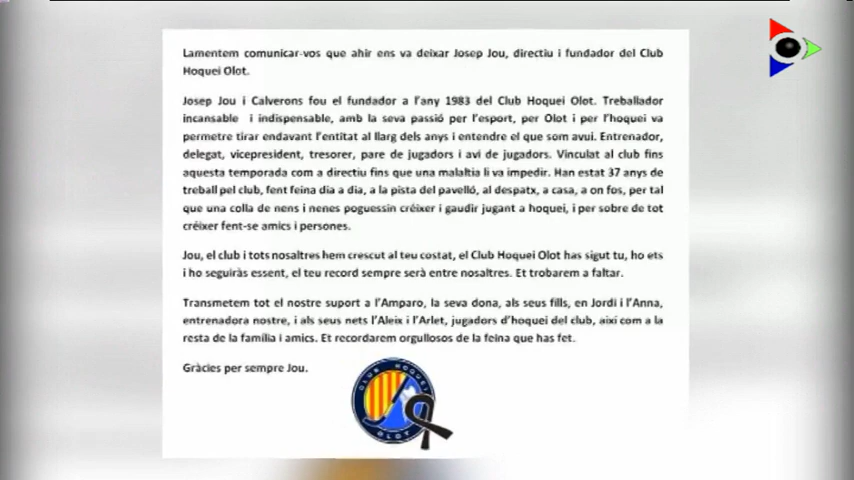 Lamentem comunicar-vos que ahir ens va deixar Josep Jou, directiu i fundador del Club
Hoquei Olot.
Josep Jou i Calverons fou el fundador a l'any 1983 del Club Hoquei Olot. Treballador
incansable i indispensable, amb la seva passió per l'esport, per Olot i per l'hoquei va
permetre tirar endavant l'entitat al llarg dels anys i entendre el que som avui. Entrenador,
delegat, vicepresident, tresorer, pare de jugadors i avi de jugadors. Vinculat al club fins
aquesta temporada com a directiu fins que una malaltia li va impedir. Han estat 37 anys de
treball pel club, fent feina dia a dia, a la pista del pavelló, al despatx, a casa, a on fos, per tal
que una colla de nens i nenes poguessin créixer i gaudir jugant a hoquei, i per sobre de tot
créixer fent-se amics i persones.
Jou, el club i tots nosaltres hem crescut al teu costat, el Club Hoquei Olot has sigut tu, ho ets
i ho seguiràs essent, el teu record sempre serà entre nosaltres. Et trobarem a faltar.
Transmetem tot el nostre suport a l'Amparo, la seva dona, als seus fills, en Jordi i l'Anna,
entrenadora nostre, i als seus nets l'Aleix i l'Arlet, jugadors d'hoquei del club, així com a la
resta de la família i amics. Et recordarem orgullosos de la feina que has fet.
Gràcies per sempre Jou.
CLUB HOQUEI
OLOT